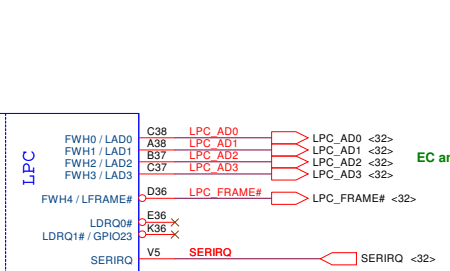 LPC
FWH0 / LAD0 C38 LPC_AD0 LPC_AD0 <32>
FWH1 / LAD1 A38 LPC_AD1 LPC_AD1 <32>
FWH2 / LAD2 B37 LPC_AD2 LPC_AD2 <32>
FWH3 / LAD3 C37 LPC_AD3 LPC_AD3 <32>
EC ar
FWH4 / LFRAME# D36 LPC_FRAME# LPC_FRAME# <32>
LDRQ0# E36
LDRQ1# / GPIO23 K36
SERIRQ V5 SERIRQ SERIRQ <32>